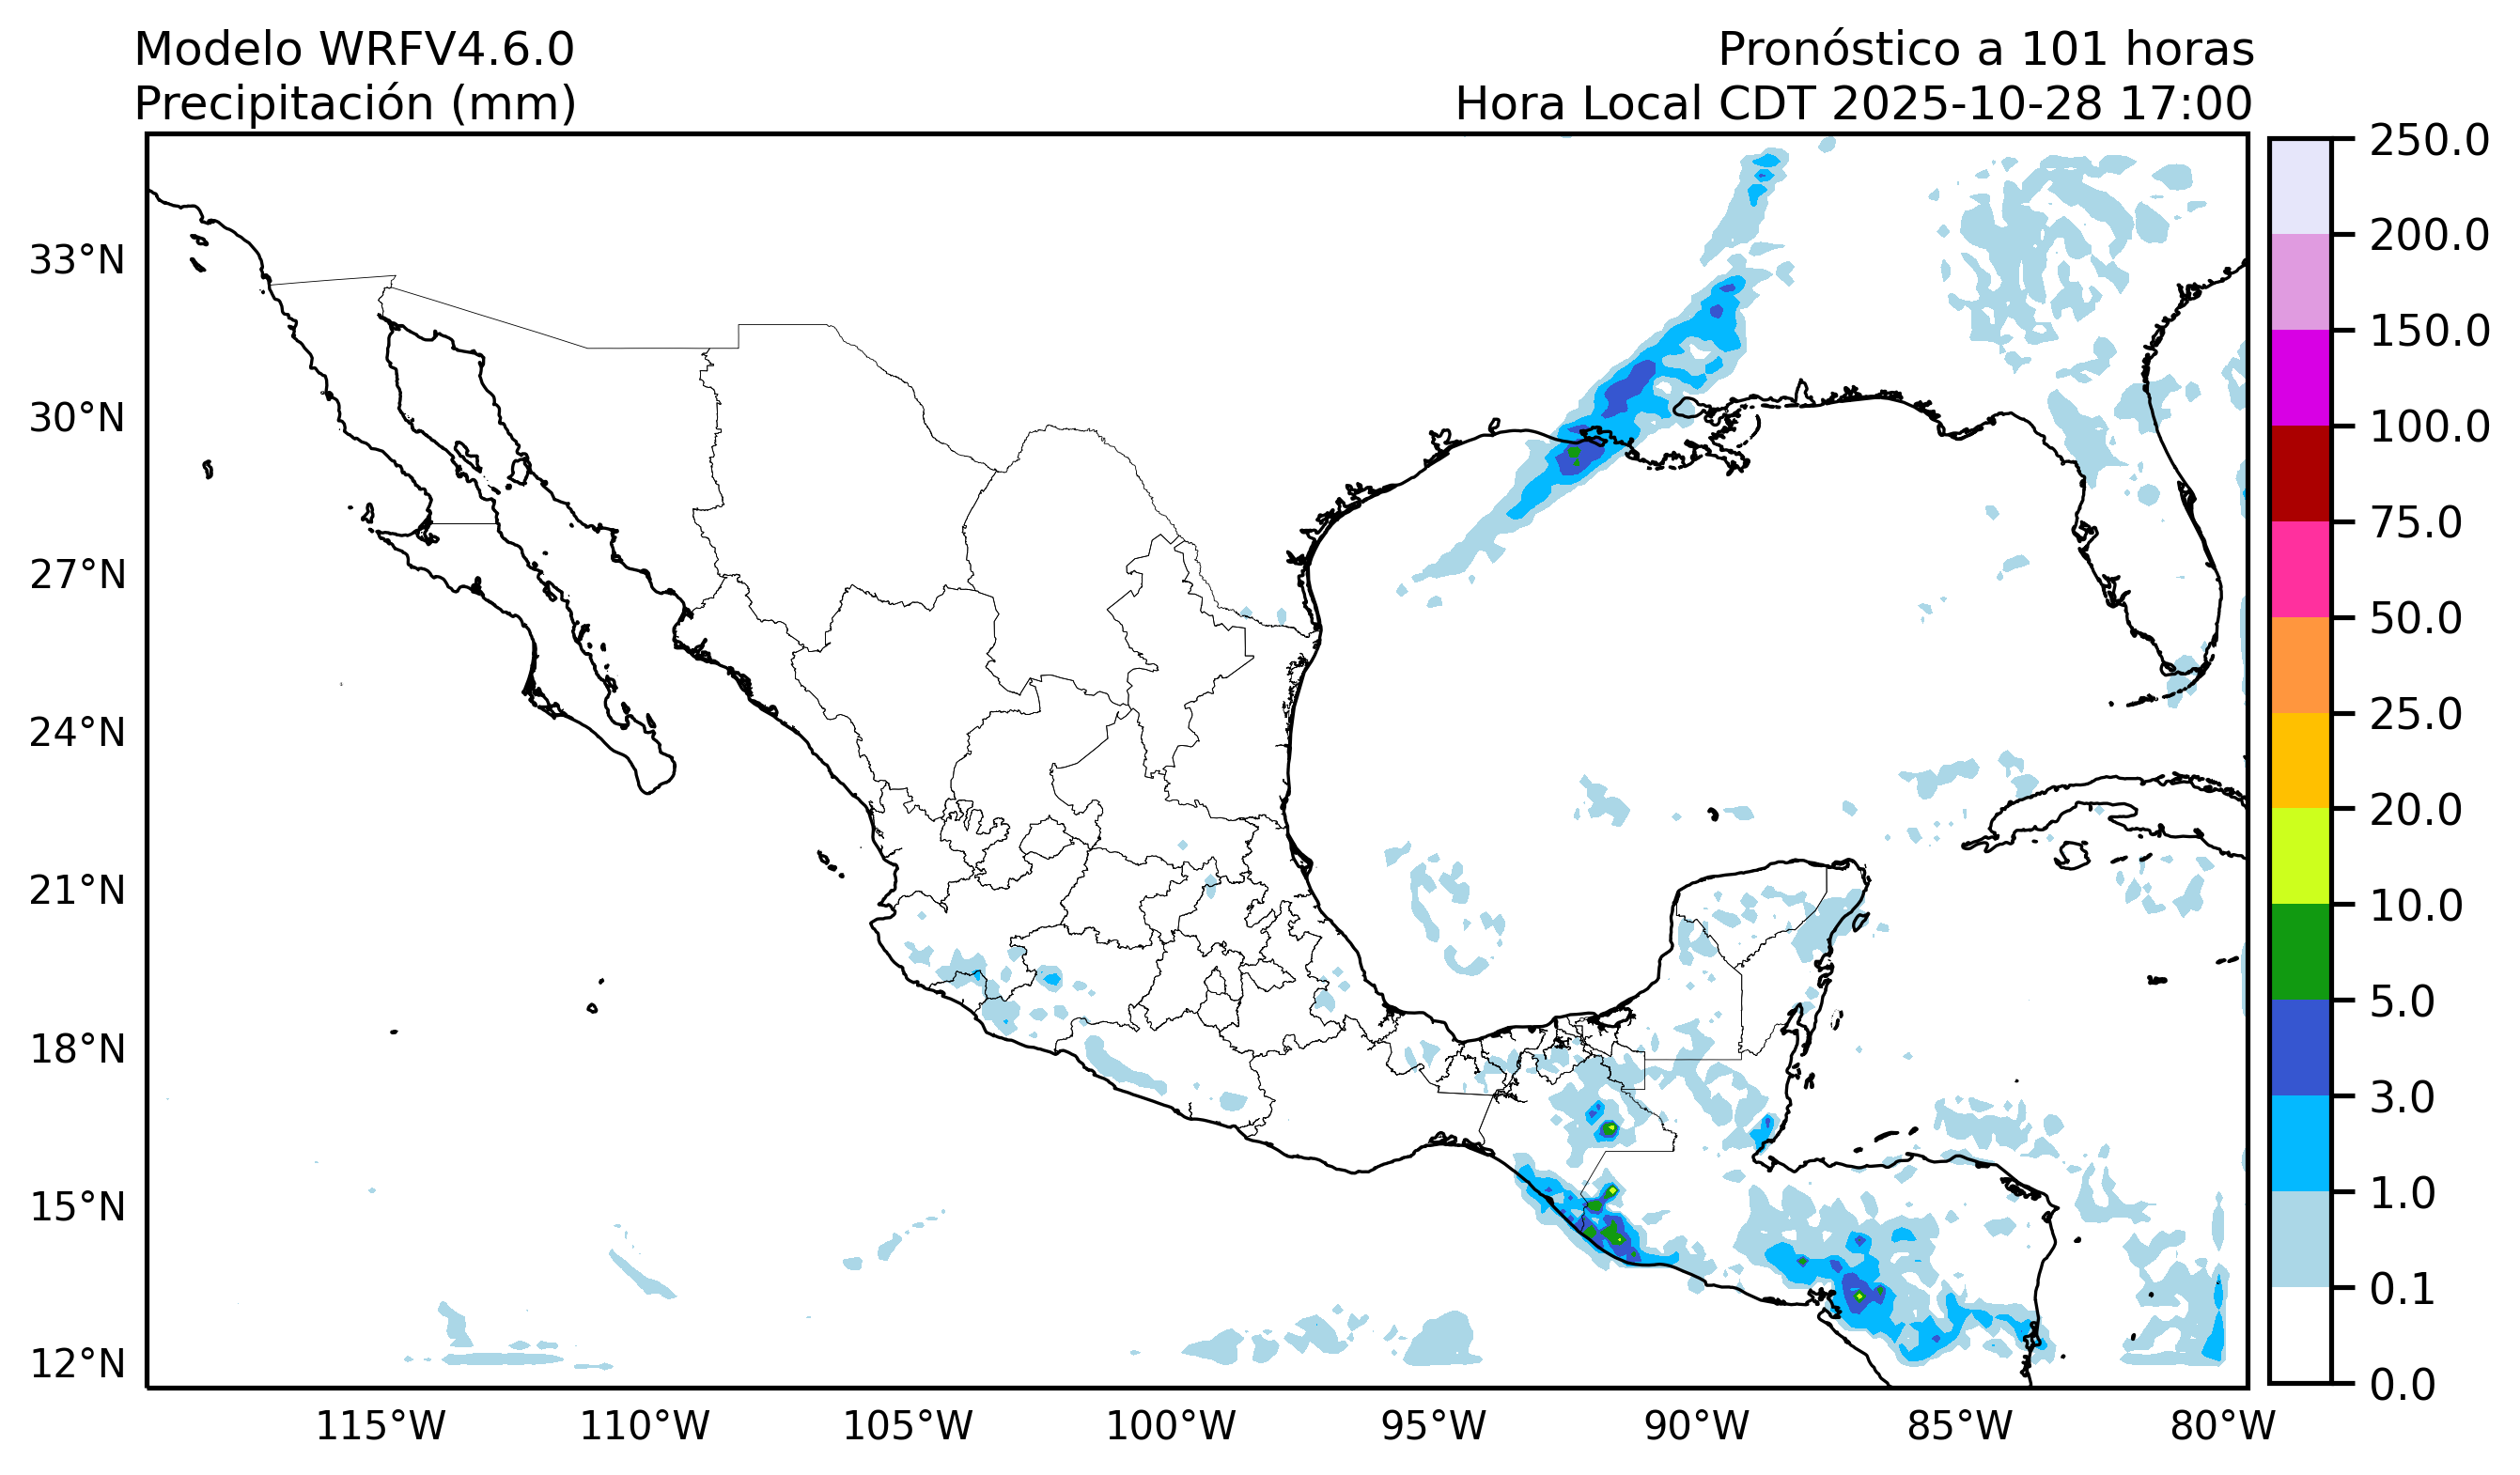 Modelo WRFV4.6.0
Precipitación (mm)
Pronóstico a 101 horas
Hora Local CDT 2025-10-28 17:00
33°N
30°N
27°N
24°N
21°N
18°N
15°N
12°N
115°W
110°W
105°W
100°W
95°W
90°W
85°W
80°W
250.0
200.0
150.0
100.0
75.0
50.0
25.0
20.0
10.0
5.0
3.0
1.0
0.1
0.0